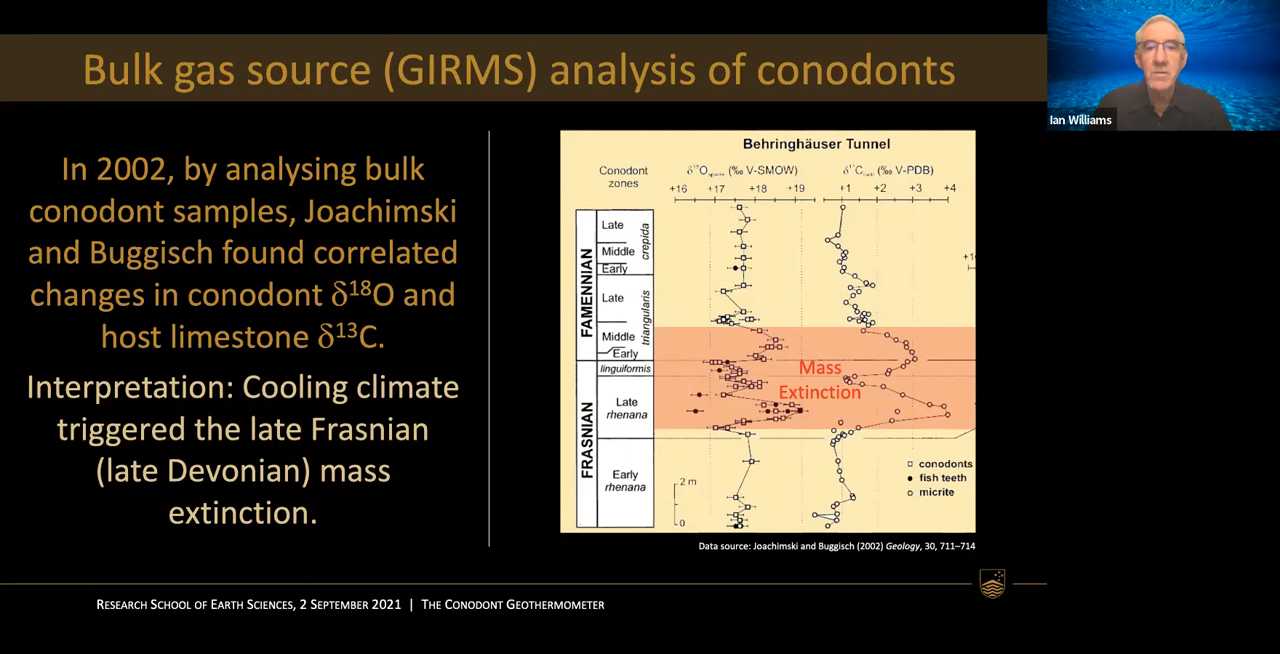 Bulk gas source (GIRMS) analysis of conodonts
Ian Williams
In 2002, by analysing bulk
conodont samples, Joachimski
and Buggisch found correlated
changes in conodont δ¹⁸O and
host limestone δ¹³C.
Interpretation: Cooling climate
triggered the late Frasnian
(late Devonian) mass
extinction.
Behringhäuser Tunnel
Conodont
zones
δ¹⁸O (‰ V-SMOW)
δ¹³C (‰ V-PDB)
+16 +17 +18 +19
+1 +2 +3 +4
FAMENNIAN
Late
Middle
Early
crepida
Late
Middle
Early
triangularis
linguiformis
FRASNIAN
Late
rhenana
Early
rhenana
Mass
Extinction
2 m
0
conodonts
fish teeth
micrite
Data source: Joachimski and Buggisch (2002) Geology, 30, 711–714
RESEARCH SCHOOL OF EARTH SCIENCES, 2 SEPTEMBER 2021 | THE CONODONT GEOTHERMOMETER